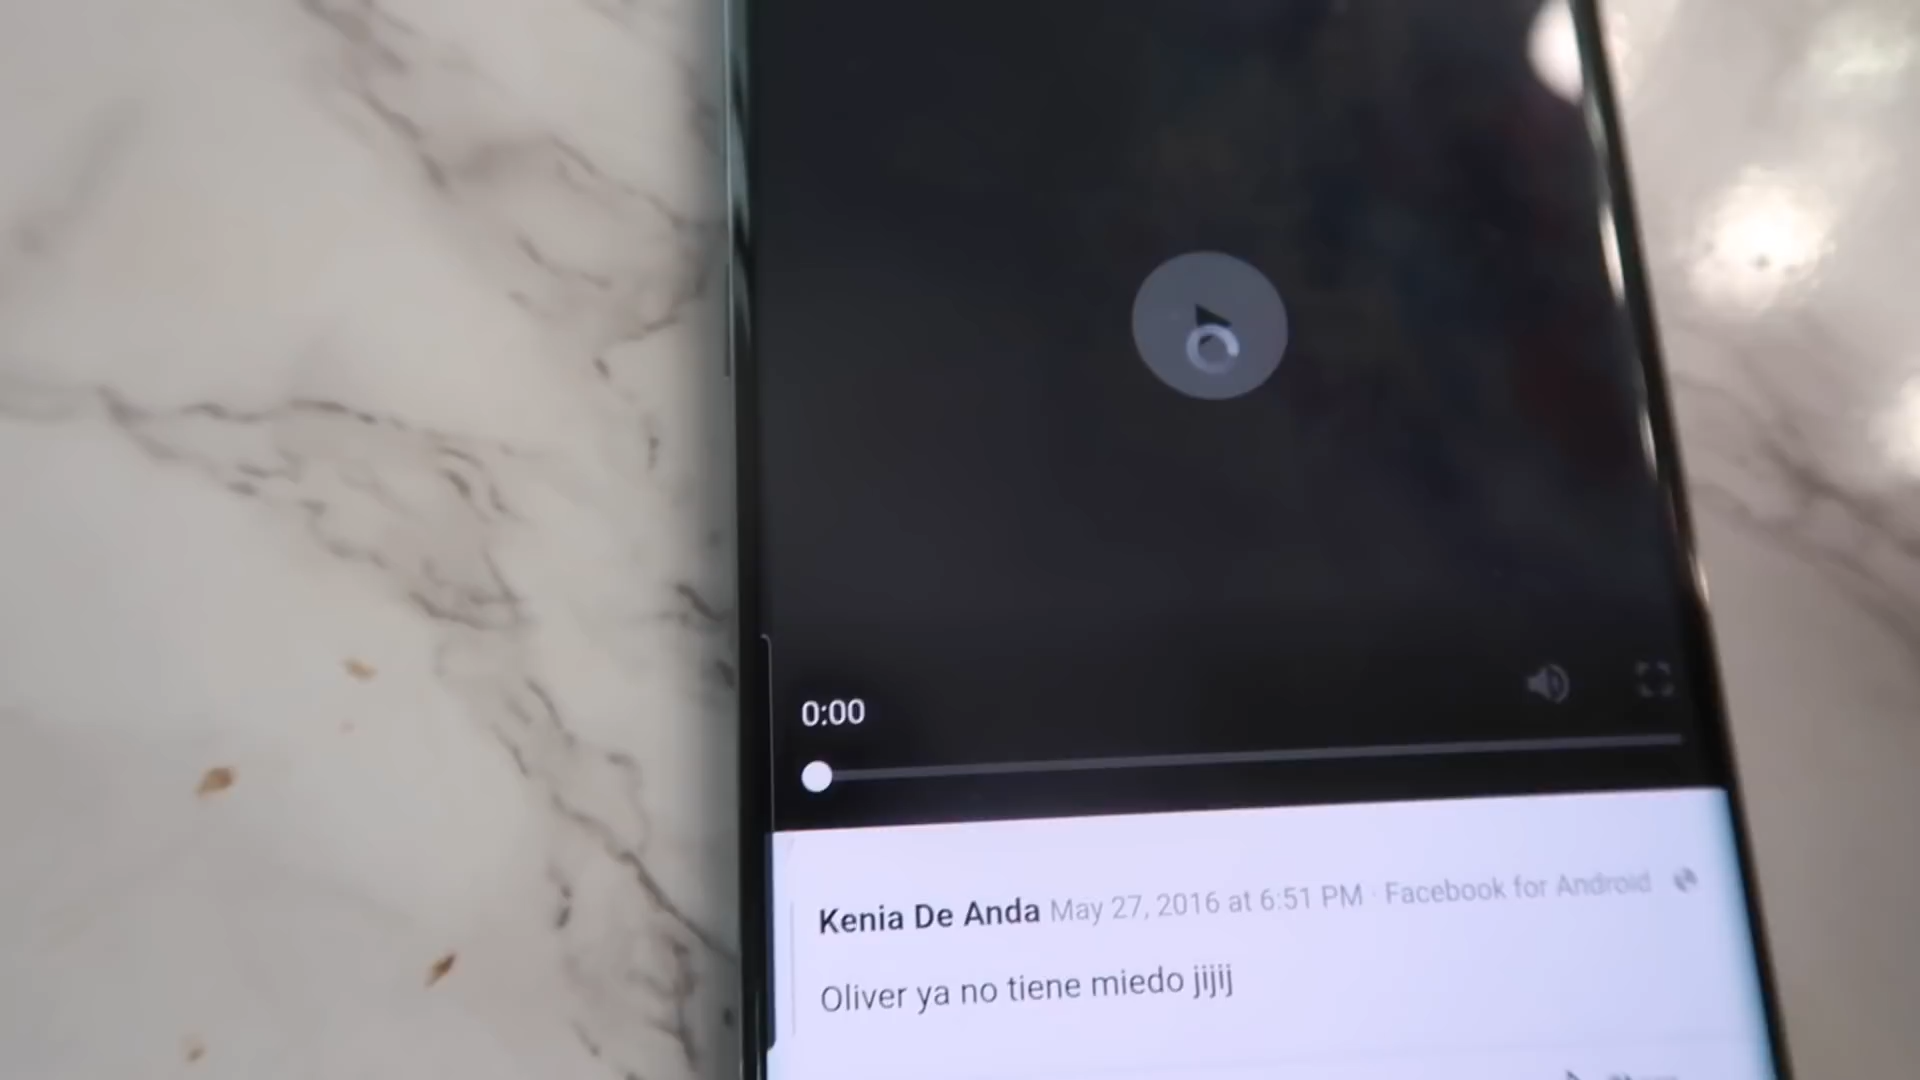 0:00
Kenia De Anda May 27, 2016 at 6:51 PM · Facebook for Android
Oliver ya no tiene miedo jijij